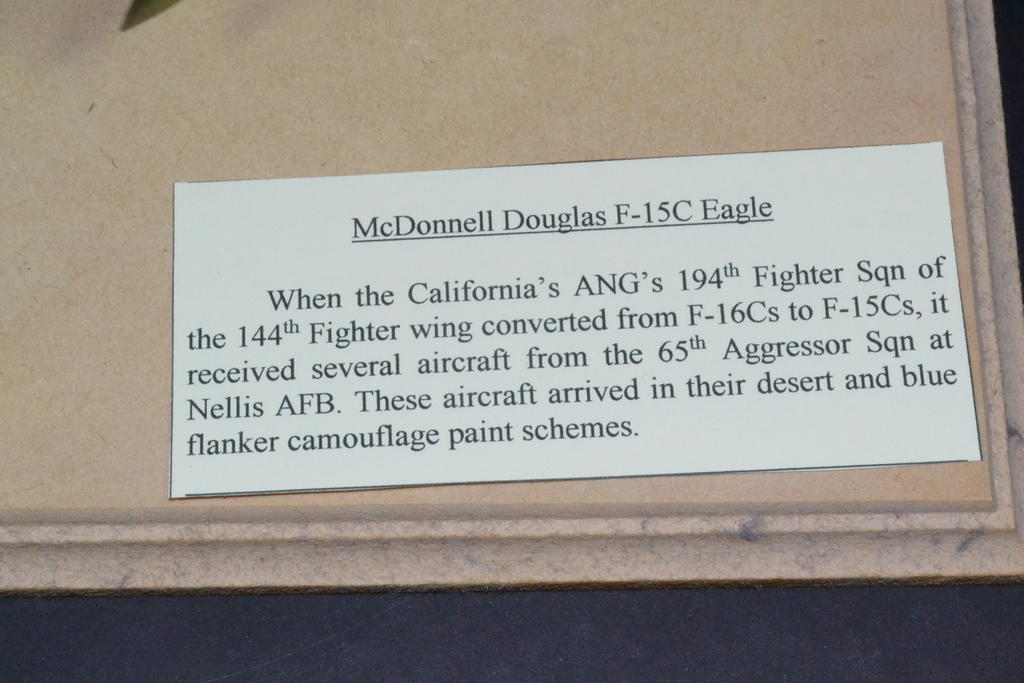 McDonnell Douglas F-15C Eagle
When the California's ANG's 194th Fighter Sqn of
the 144th Fighter wing converted from F-16Cs to F-15Cs, it
received several aircraft from the 65th Aggressor Sqn at
Nellis AFB. These aircraft arrived in their desert and blue
flanker camouflage paint schemes.